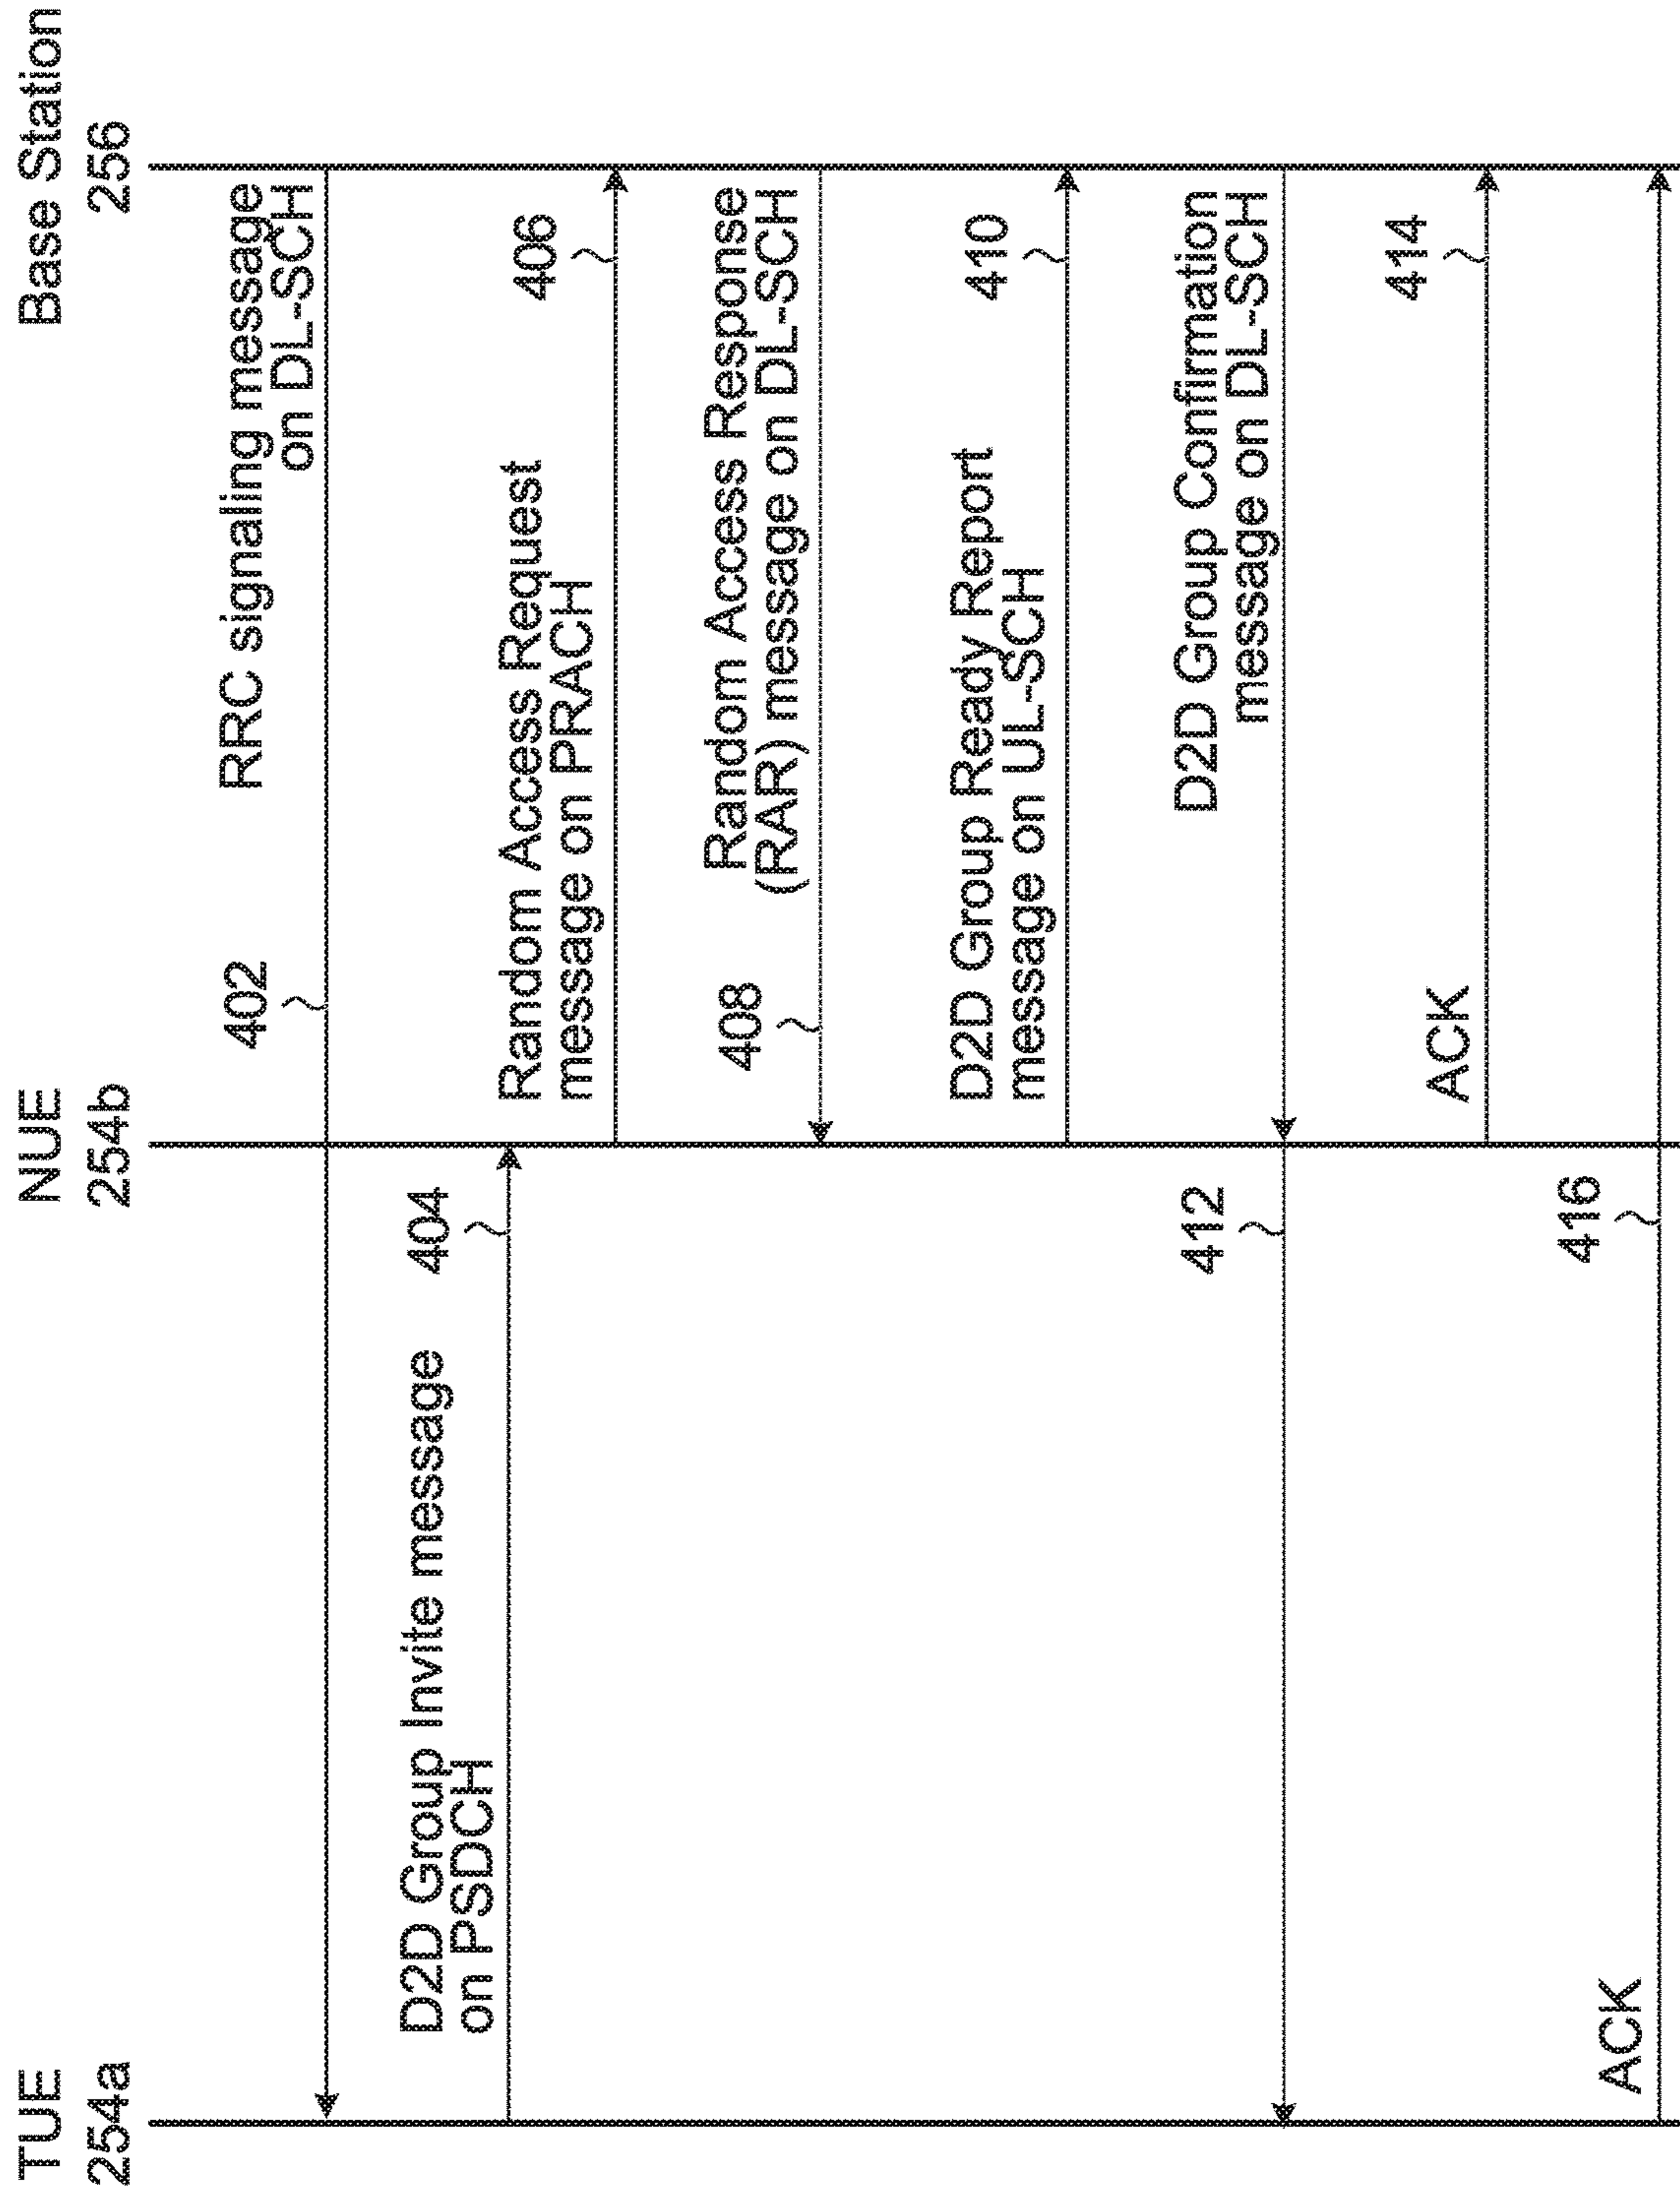 TUE
254a
NUE
254b
Base Station
256
402
RRC signaling message
on DL-SCH
D2D Group Invite message
on PSDCH
404
Random Access Request
message on PRACH
406
408
Random Access Response
(RAR) message on DL-SCH
D2D Group Ready Report
message on UL-SCH
410
412
D2D Group Confirmation
message on DL-SCH
ACK
414
ACK
416